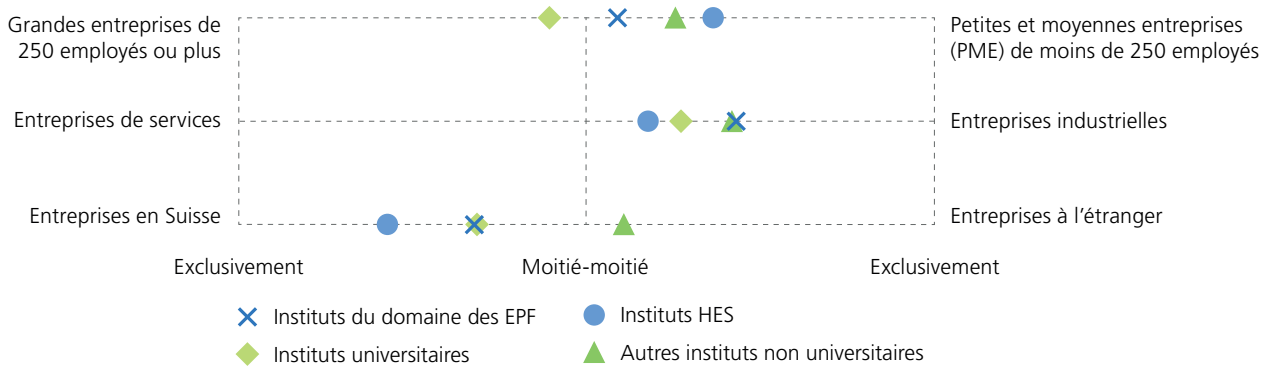 Grandes entreprises de
250 employés ou plus
Petites et moyennes entreprises
(PME) de moins de 250 employés
Entreprises de services
Entreprises industrielles
Entreprises en Suisse
Entreprises à l'étranger
Exclusivement
Moitié-moitié
Exclusivement
Instituts du domaine des EPF
Instituts HES
Instituts universitaires
Autres instituts non universitaires